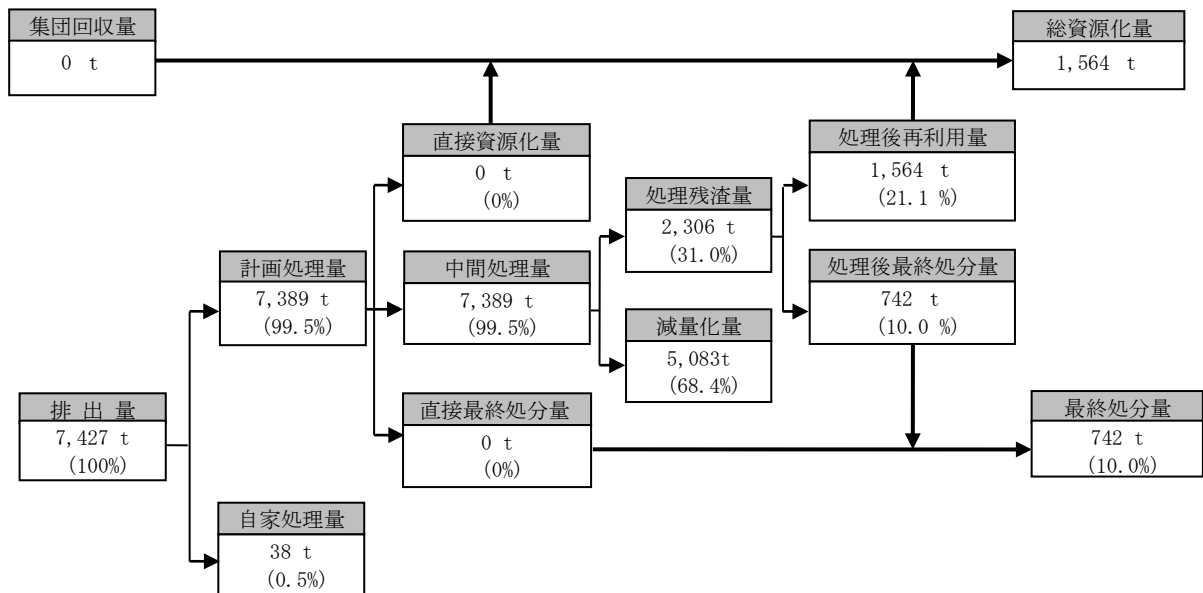 集団回収量
0 t
総資源化量
1,564 t
直接資源化量
0 t
(0%)
処理後再利用量
1,564 t
(21.1 %)
処理残渣量
2,306 t
(31.0%)
計画処理量
7,389 t
(99.5%)
中間処理量
7,389 t
(99.5%)
処理後最終処分量
742 t
(10.0 %)
減量化量
5,083t
(68.4%)
排 出 量
7,427 t
(100%)
直接最終処分量
0 t
(0%)
最終処分量
742 t
(10.0%)
自家処理量
38 t
(0.5%)